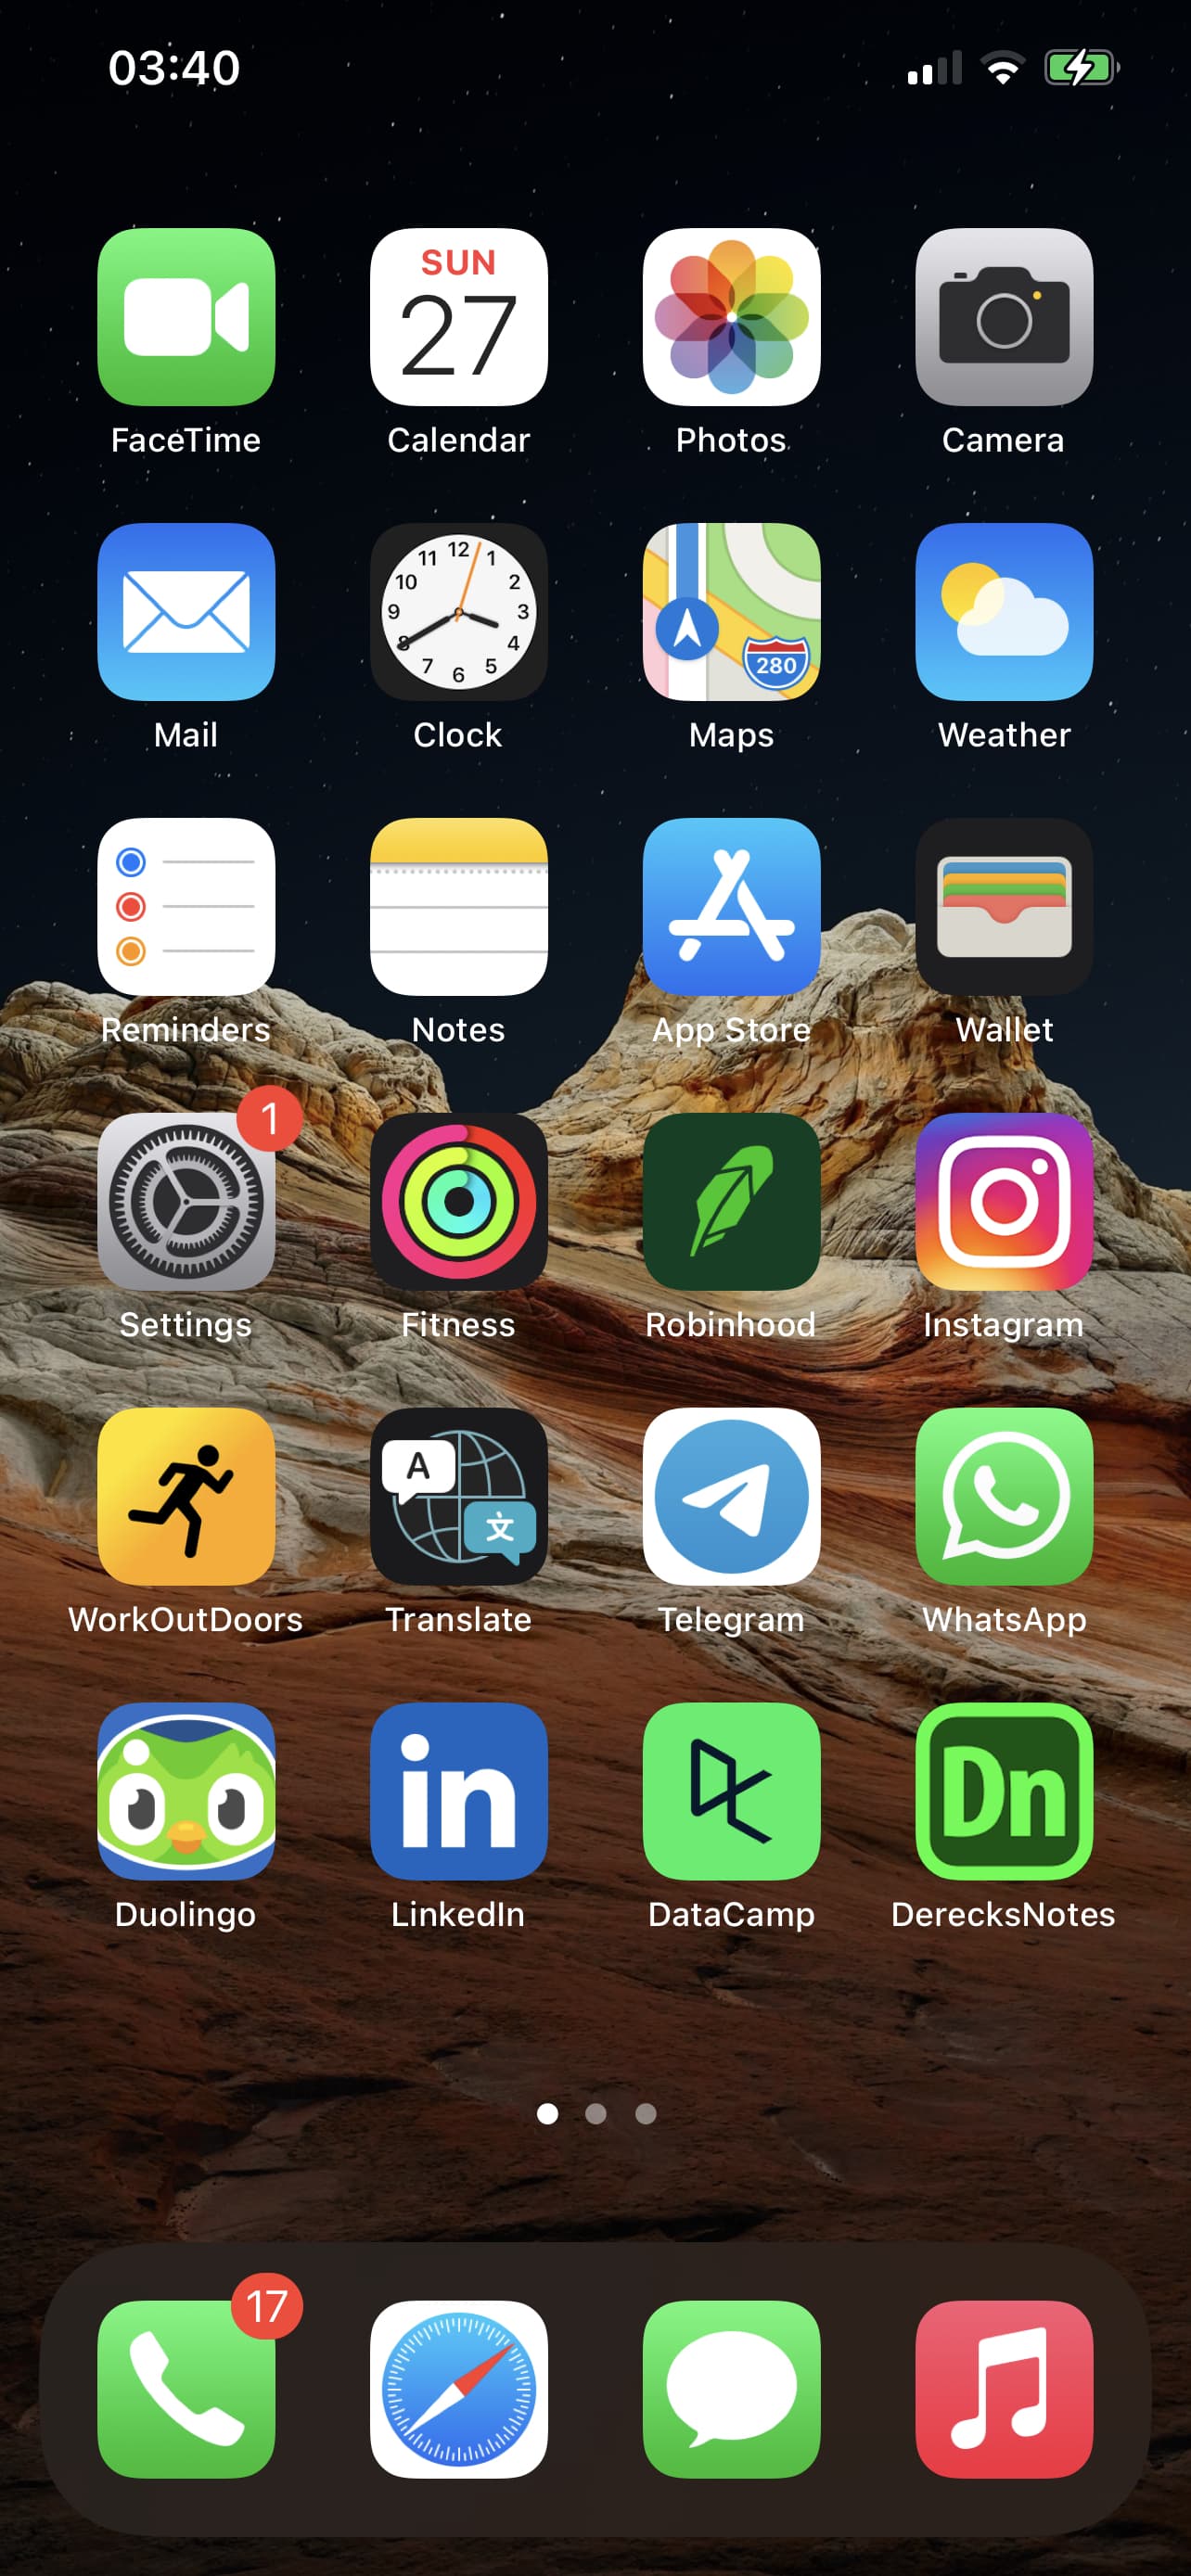 03:40
SUN
27
FaceTime
Calendar
Photos
Camera
12
11 1
10 2
9 3
8 4
7 5
6
280
Mail
Clock
Maps
Weather
Reminders
Notes
App Store
Wallet
1
Settings
Fitness
Robinhood
Instagram
A
文
WorkOutDoors
Translate
Telegram
WhatsApp
in
Dn
Duolingo
LinkedIn
DataCamp
DerecksNotes
17